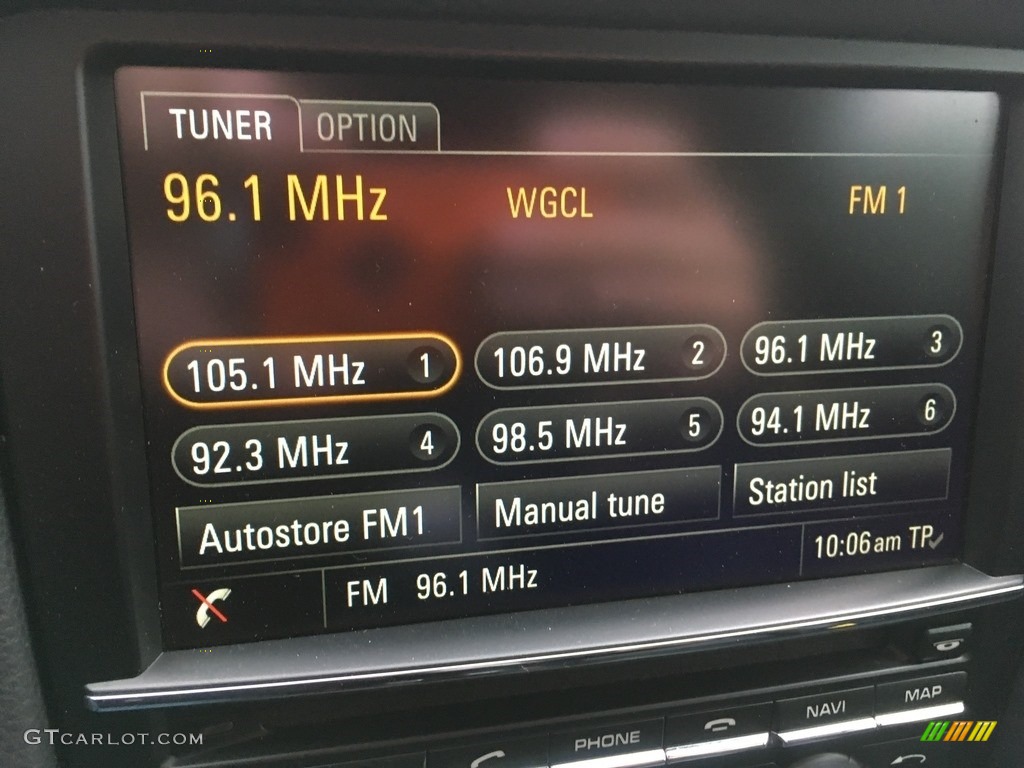 TUNER OPTION
96.1 MHz WGCL FM 1
105.1 MHz 1 106.9 MHz 2 96.1 MHz 3
92.3 MHz 4 98.5 MHz 5 94.1 MHz 6
Autostore FM1 Manual tune Station list
FM 96.1 MHz 10:06am TP
PHONE NAVI MAP
GTcarlot.com